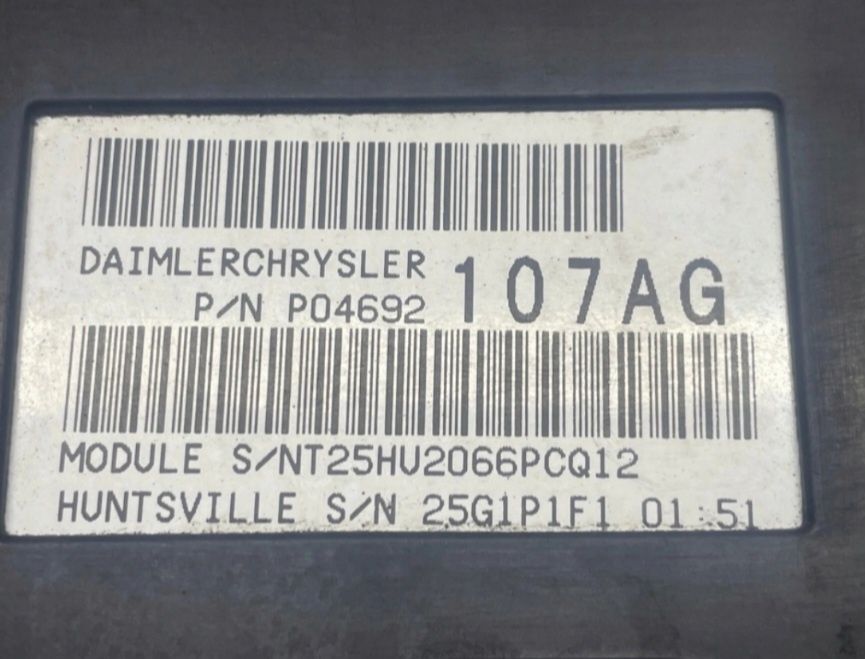 DAIMLERCHRYSLER
P/N P04692 107AG
MODULE S/NT25HU2066PCQ12
HUNTSVILLE S/N 25G1P1F1 01:51